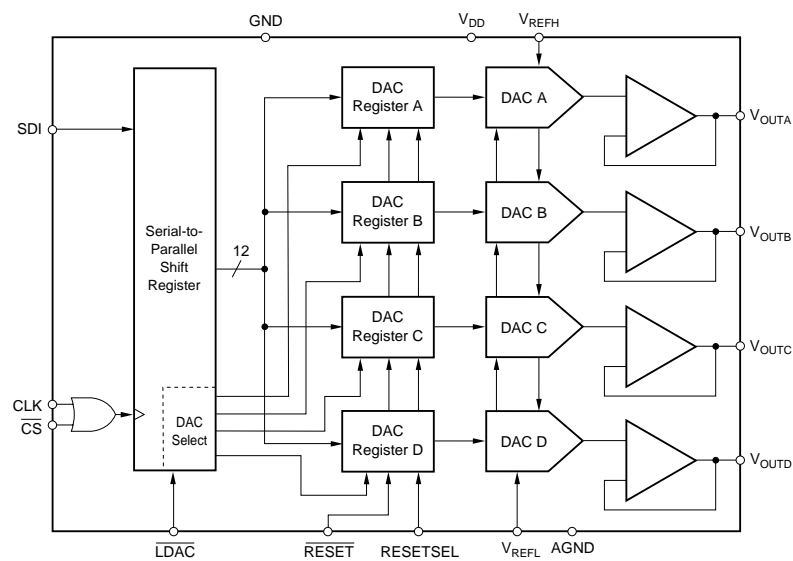 GND
VDD
VREFH
SDI
Serial-to-
Parallel
Shift
Register
12
DAC
Register A
DAC A
VOUTA
DAC
Register B
DAC B
VOUTB
DAC
Register C
DAC C
VOUTC
CLK
CS
DAC
Select
DAC
Register D
DAC D
VOUTD
LDAC
RESET
RESETSEL
VREFL
AGND